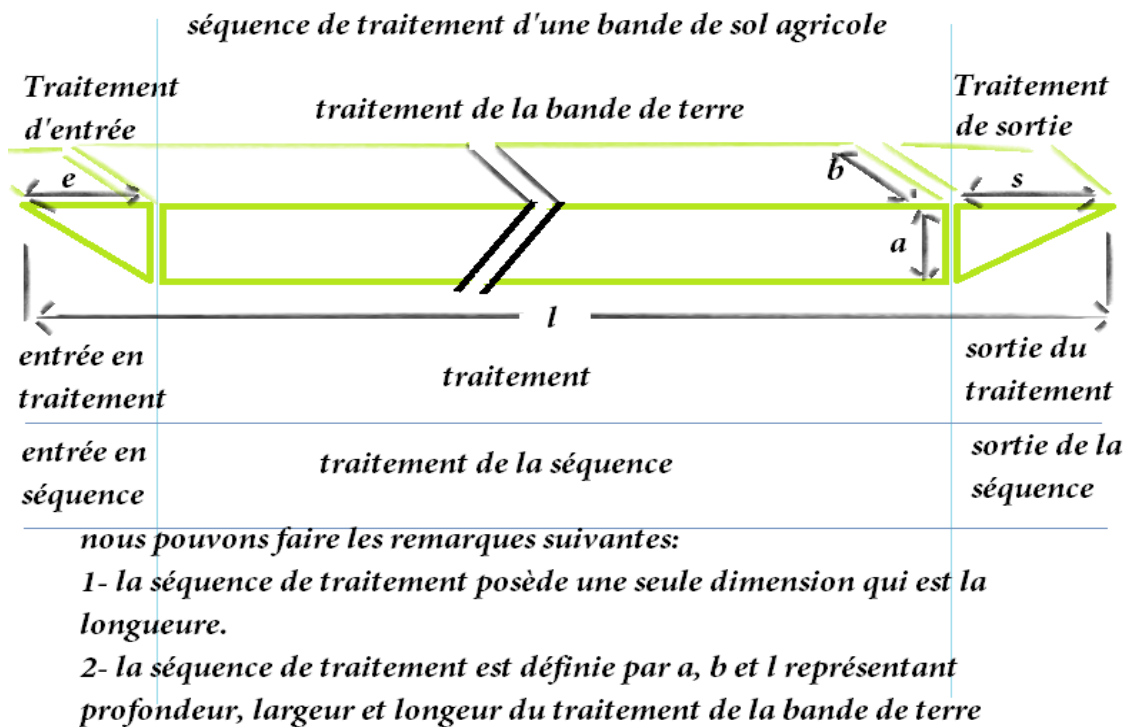 séquence de traitement d'une bande de sol agricole
Traitement
d'entrée
traitement de la bande de terre
Traitement
de sortie
e
b
s
a
l
entrée en
traitement
traitement
sortie du
traitement
entrée en
séquence
traitement de la séquence
sortie de la
séquence
nous pouvons faire les remarques suivantes:
1- la séquence de traitement posède une seule dimension qui est la
longueure.
2- la séquence de traitement est définie par a, b et l représentant
profondeur, largeur et longeur du traitement de la bande de terre